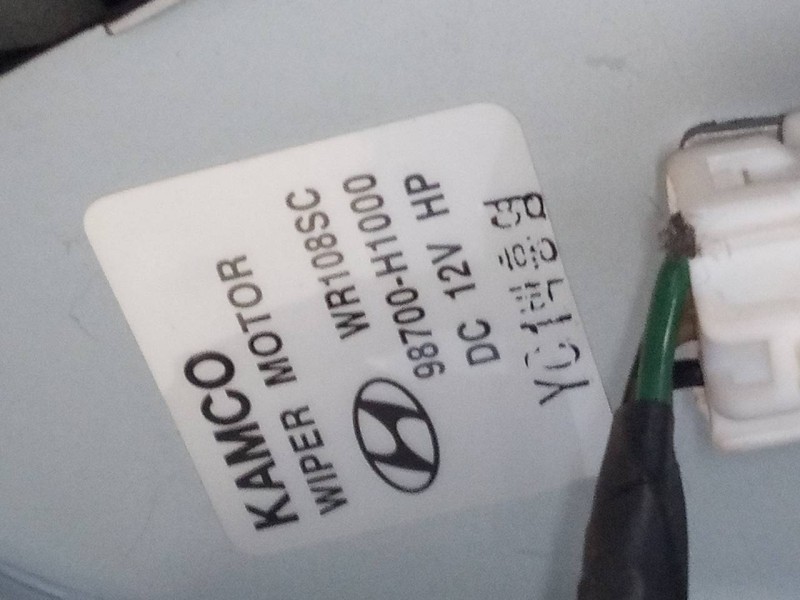 KAMCO
WIPER MOTOR
WR108SC
98700-H1000
DC 12V HP